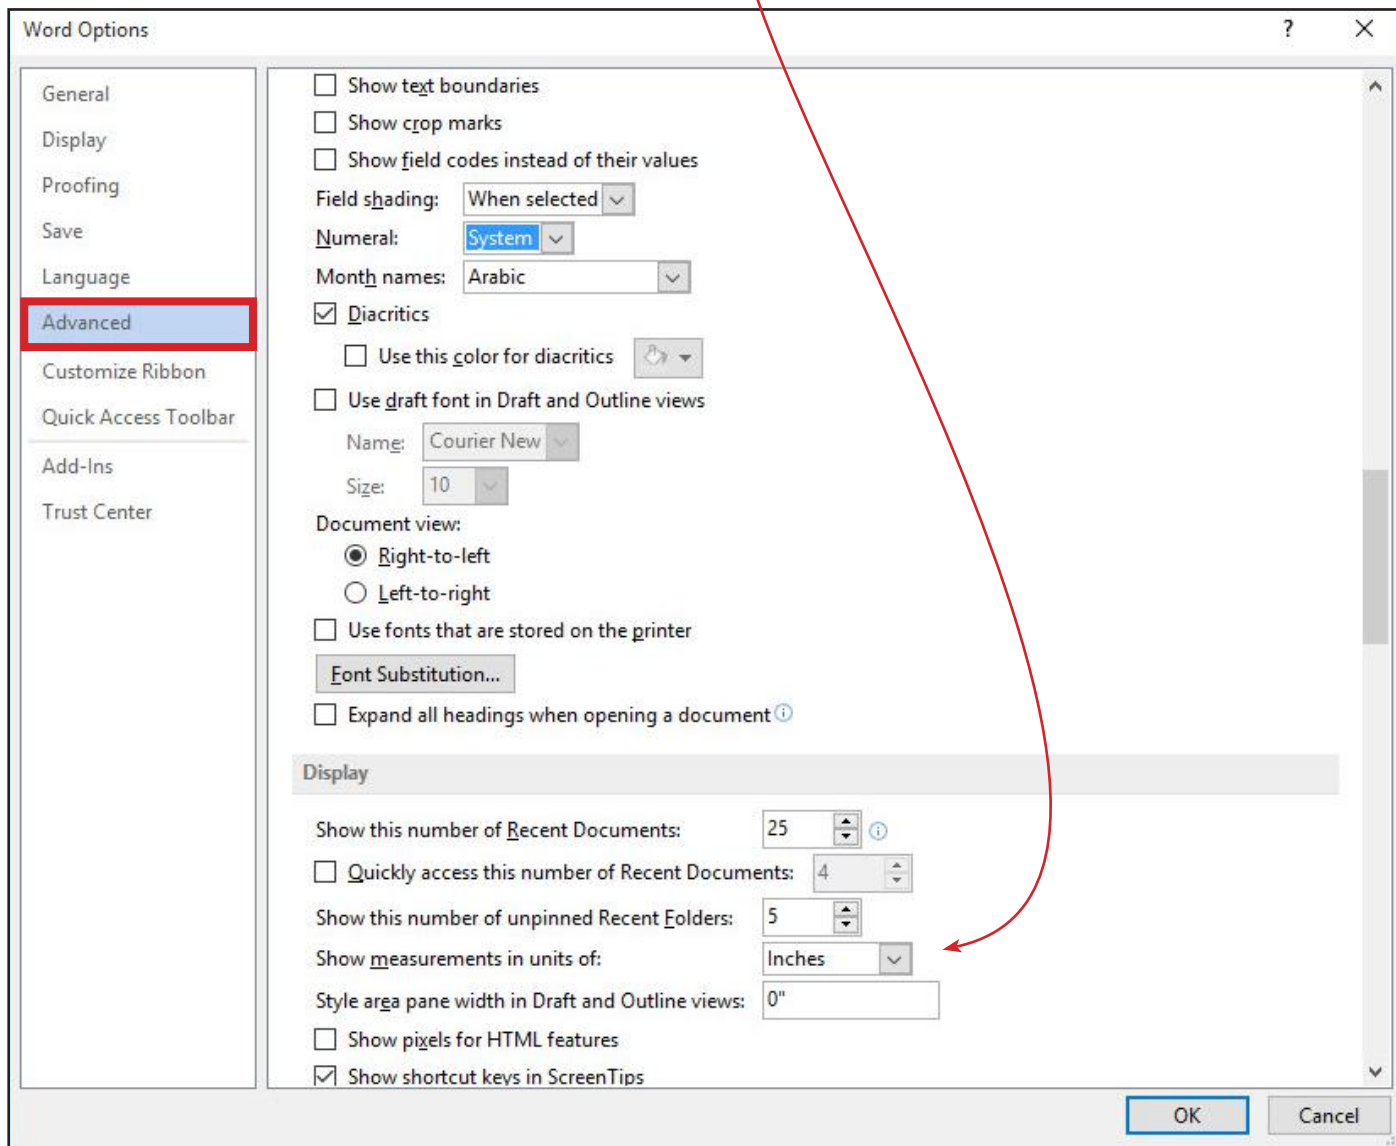 Word Options
?
General
Display
Proofing
Save
Language
Advanced
Customize Ribbon
Quick Access Toolbar
Add-Ins
Trust Center
Show text boundaries
Show crop marks
Show field codes instead of their values
Field shading: When selected
Numeral: System
Month names: Arabic
Diacritics
Use this color for diacritics
Use draft font in Draft and Outline views
Name: Courier New
Size: 10
Document view:
Right-to-left
Left-to-right
Use fonts that are stored on the printer
Font Substitution...
Expand all headings when opening a document
Display
Show this number of Recent Documents: 25
Quickly access this number of Recent Documents: 4
Show this number of unpinned Recent Folders: 5
Show measurements in units of: Inches
Style area pane width in Draft and Outline views: 0"
Show pixels for HTML features
Show shortcut keys in ScreenTips
OK Cancel